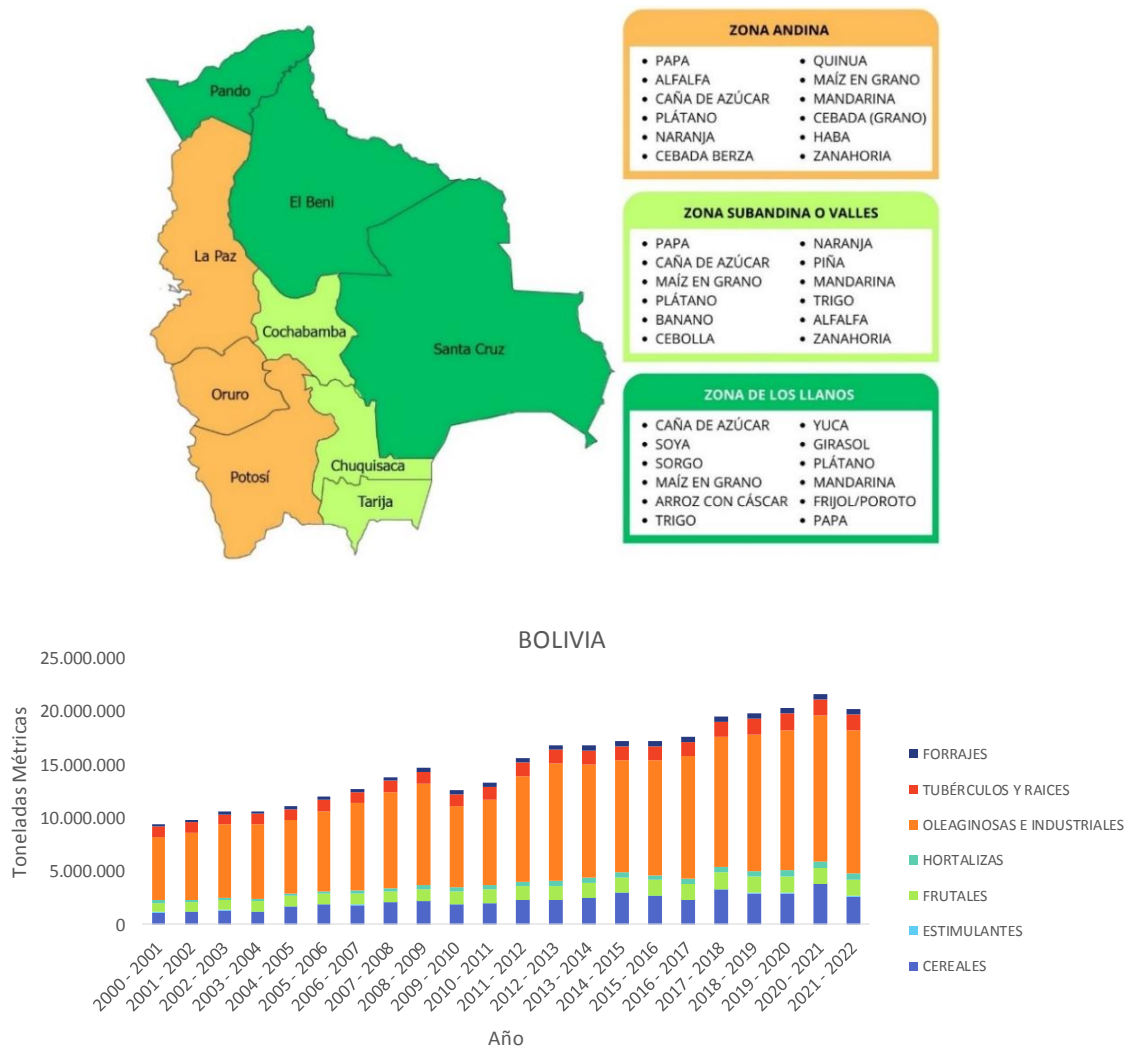 Pando
El Beni
La Paz
Cochabamba
Santa Cruz
Oruro
Potosí
Chuquisaca
Tarija
ZONA ANDINA
• PAPA
• ALFALFA
• CAÑA DE AZÚCAR
• PLÁTANO
• NARANJA
• CEBADA BERZA
• QUINUA
• MAÍZ EN GRANO
• MANDARINA
• CEBADA (GRANO)
• HABA
• ZANAHORIA
ZONA SUBANDINA O VALLES
• PAPA
• CAÑA DE AZÚCAR
• MAÍZ EN GRANO
• PLÁTANO
• BANANO
• CEBOLLA
• NARANJA
• PIÑA
• MANDARINA
• TRIGO
• ALFALFA
• ZANAHORIA
ZONA DE LOS LLANOS
• CAÑA DE AZÚCAR
• SOYA
• SORGO
• MAÍZ EN GRANO
• ARROZ CON CÁSCAR
• TRIGO
• YUCA
• GIRASOL
• PLÁTANO
• MANDARINA
• FRIJOL/POROTO
• PAPA
BOLIVIA
Toneladas Métricas
25.000.000
20.000.000
15.000.000
10.000.000
5.000.000
0
2000 - 2001
2001 - 2002
2002 - 2003
2003 - 2004
2004 - 2005
2005 - 2006
2006 - 2007
2007 - 2008
2008 - 2009
2009 - 2010
2010 - 2011
2011 - 2012
2012 - 2013
2013 - 2014
2014 - 2015
2015 - 2016
2016 - 2017
2017 - 2018
2018 - 2019
2019 - 2020
2020 - 2021
2021 - 2022
Año
FORRAJES
TUBÉRCULOS Y RAICES
OLEAGINOSAS E INDUSTRIALES
HORTALIZAS
FRUTALES
ESTIMULANTES
CEREALES